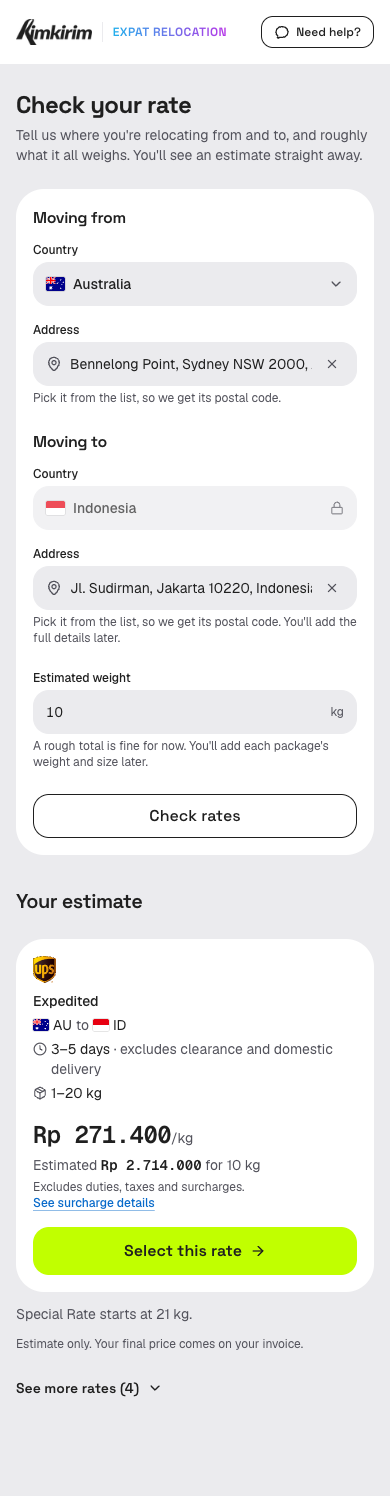 Kimkirim
EXPAT RELOCATION
Need help?
Check your rate
Tell us where you're relocating from and to, and roughly
what it all weighs. You'll see an estimate straight away.
Moving from
Country
Australia
Address
Bennelong Point, Sydney NSW 2000,
Pick it from the list, so we get its postal code.
Moving to
Country
Indonesia
Address
Jl. Sudirman, Jakarta 10220, Indonesia
Pick it from the list, so we get its postal code. You'll add the
full details later.
Estimated weight
10
kg
A rough total is fine for now. You'll add each package's
weight and size later.
Check rates
Your estimate
ups
Expedited
AU to ID
3–5 days · excludes clearance and domestic
delivery
1–20 kg
Rp 271.400/kg
Estimated Rp 2.714.000 for 10 kg
Excludes duties, taxes and surcharges.
See surcharge details
Select this rate →
Special Rate starts at 21 kg.
Estimate only. Your final price comes on your invoice.
See more rates (4)